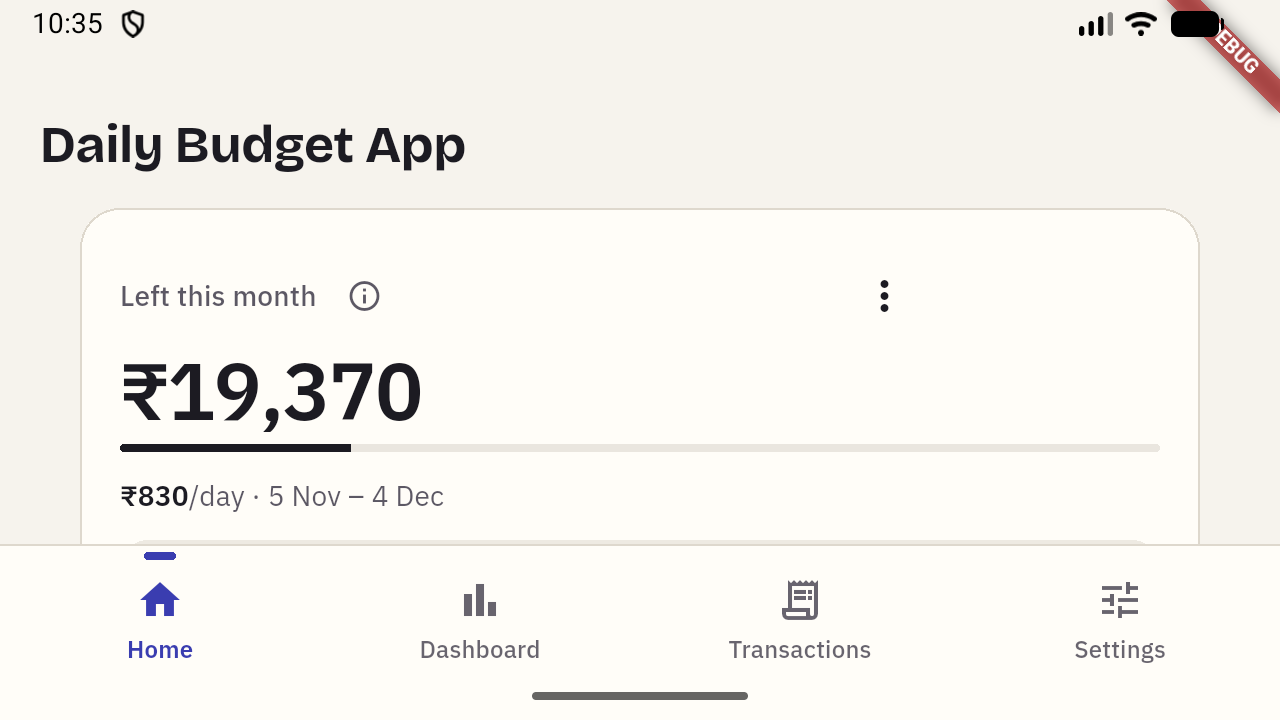 10:35
EBUG
Daily Budget App
Left this month
₹19,370
₹830/day · 5 Nov – 4 Dec
Home
Dashboard
Transactions
Settings